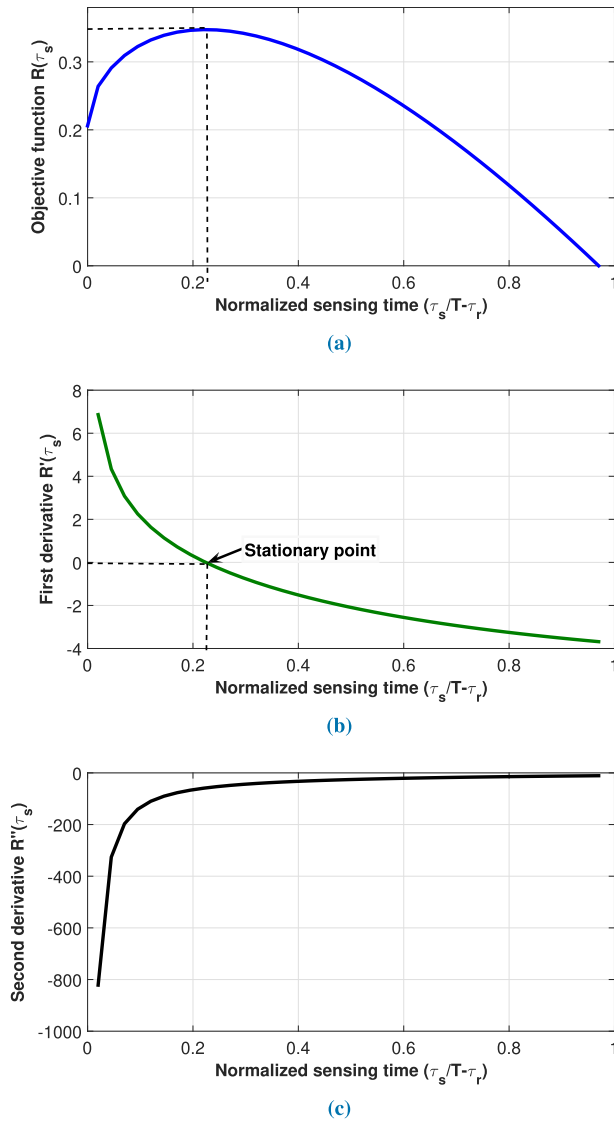 Objective function R(τs)
0.3
0.2
0.1
0
0 0.2 0.4 0.6 0.8 1
Normalized sensing time (τs/T-τr)
(a)
First derivative R'(τs)
8
6
4
2
0
-2
-4
Stationary point
0 0.2 0.4 0.6 0.8 1
Normalized sensing time (τs/T-τr)
(b)
Second derivative R''(τs)
0
-200
-400
-600
-800
-1000
0 0.2 0.4 0.6 0.8 1
Normalized sensing time (τs/T-τr)
(c)